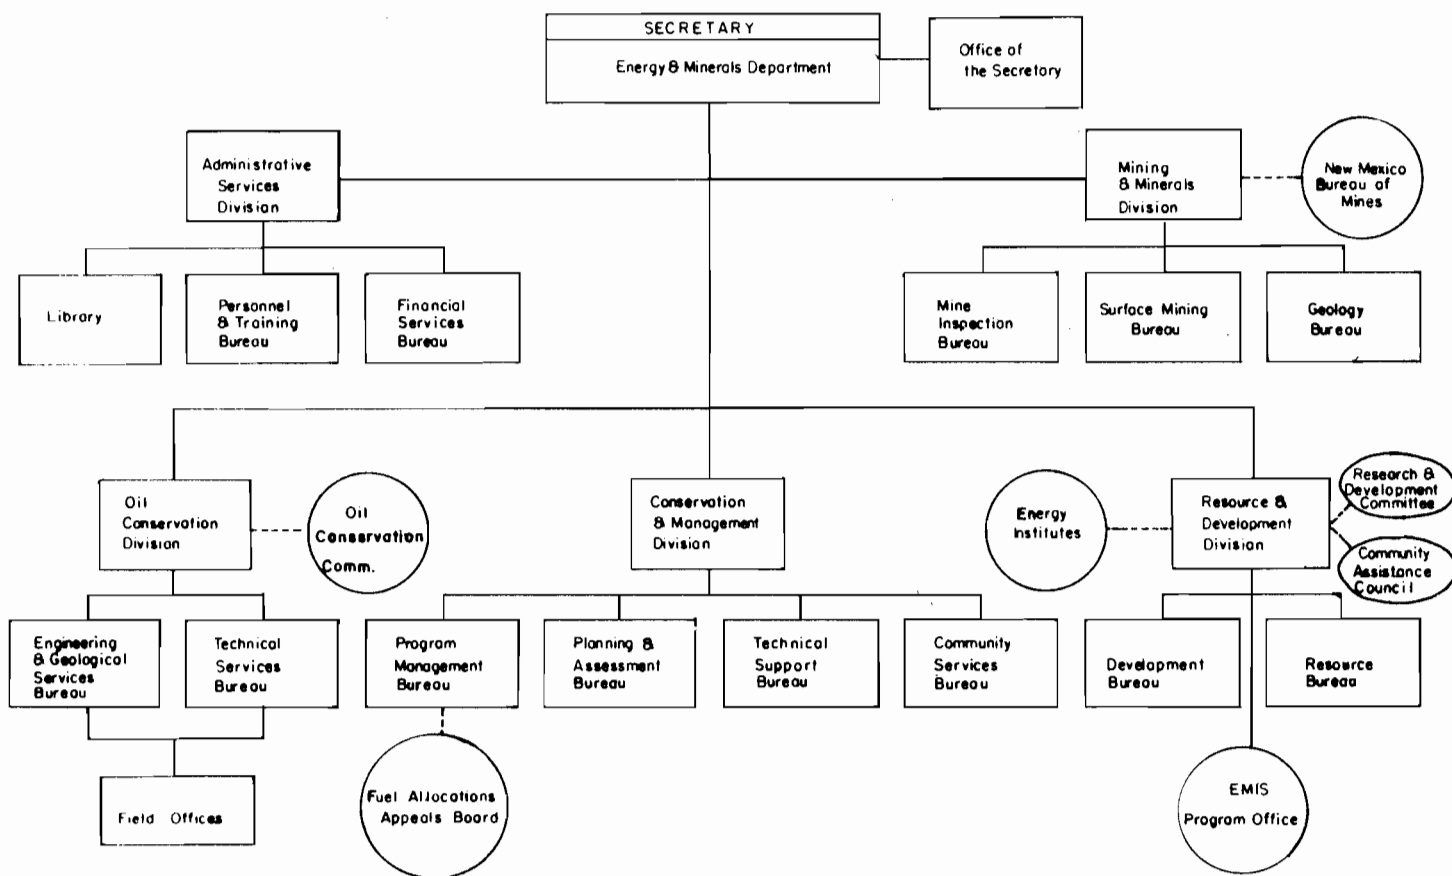 SECRETARY
Energy & Minerals Department
Office of
the Secretary
Administrative
Services
Division
Mining
& Minerals
Division
New Mexico
Bureau of
Mines
Library
Personnel
& Training
Bureau
Financial
Services
Bureau
Mine
Inspection
Bureau
Surface Mining
Bureau
Geology
Bureau
Oil
Conservation
Division
Oil
Conservation
Comm.
Conservation
& Management
Division
Energy
Institutes
Resource &
Development
Division
Research &
Development
Committee
Community
Assistance
Council
Engineering
& Geological
Services
Bureau
Technical
Services
Bureau
Program
Management
Bureau
Planning &
Assessment
Bureau
Technical
Support
Bureau
Community
Services
Bureau
Development
Bureau
Resource
Bureau
Field Offices
Fuel Allocations
Appeals Board
EMIS
Program Office